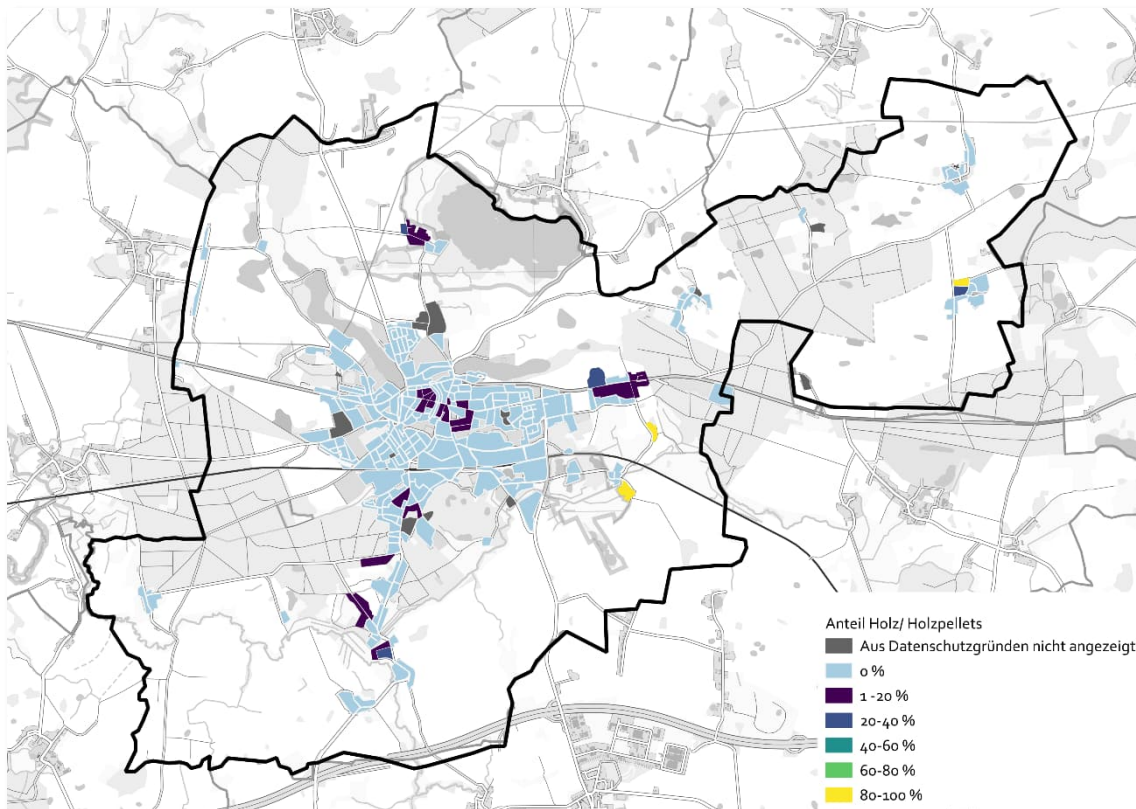 Anteil Holz/ Holzpellets
Aus Datenschutzgründen nicht angezeigt
0 %
1 -20 %
20-40 %
40-60 %
60-80 %
80-100 %